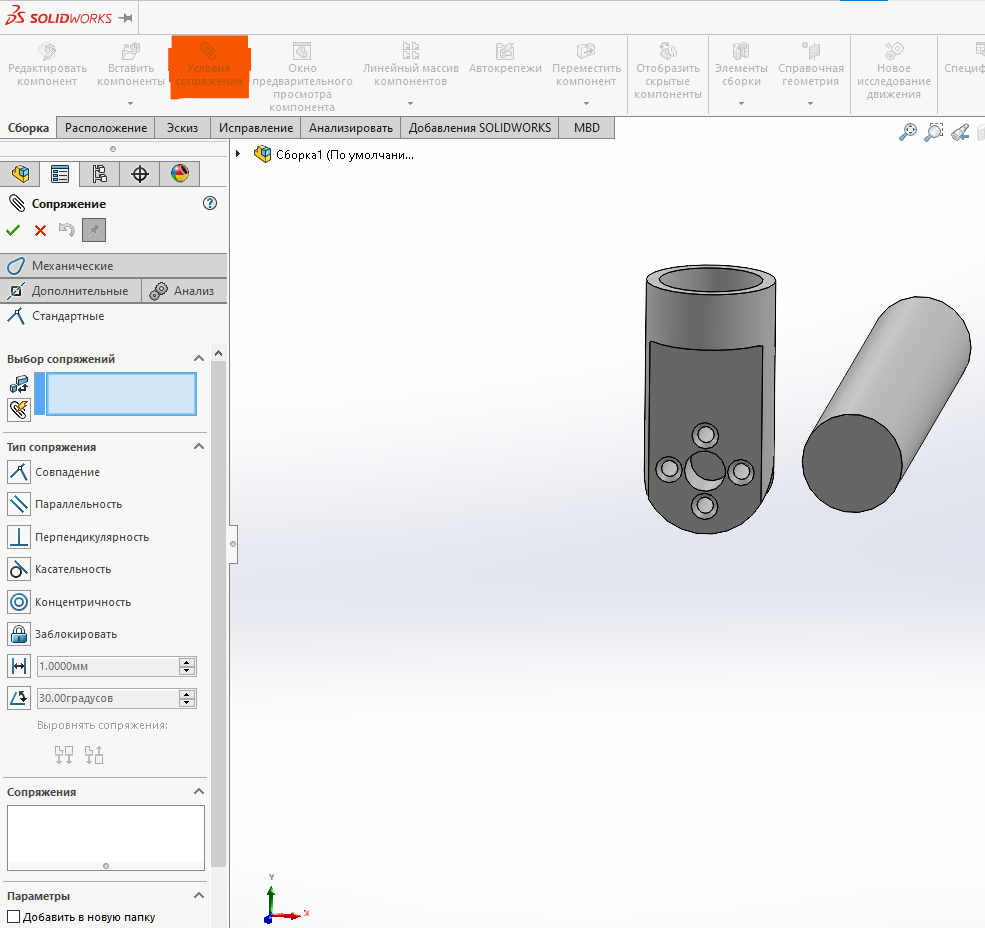 SOLIDWORKS
Редактировать компонент
Вставить компоненты
Условия сопряжения
Окно предварительного просмотра компонента
Линейный массив компонентов
Автокрепежи
Переместить компонент
Отобразить скрытые компоненты
Элементы сборки
Справочная геометрия
Новое исследование движения
Специф
Сборка Расположение Эскиз Исправление Анализировать Добавления SOLIDWORKS MBD
Сборка1 (По умолчани...
Сопряжение
Механические
Дополнительные Анализ
Стандартные
Выбор сопряжений
Тип сопряжения
Совпадение
Параллельность
Перпендикулярность
Касательность
Концентричность
Заблокировать
1.0000мм
30.00градусов
Выровнять сопряжения:
Сопряжения
Параметры
Добавить в новую папку
Y
X